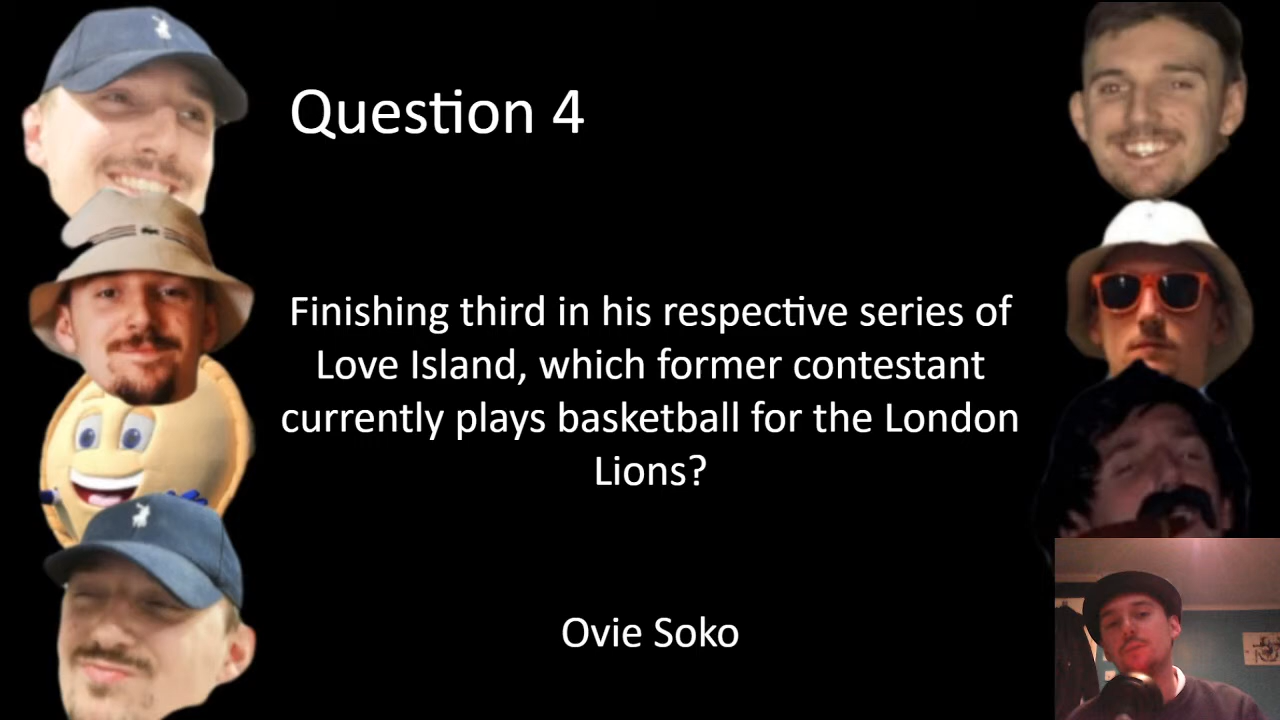 Question 4
Finishing third in his respective series of
Love Island, which former contestant
currently plays basketball for the London
Lions?
Ovie Soko